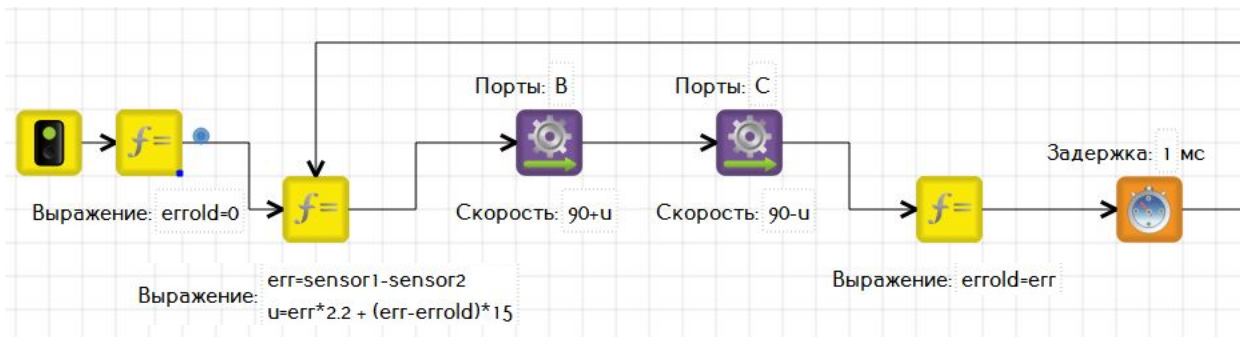 Порты: B
Порты: C
Задержка: 1 мс
f=
Выражение: errold=0
f=
Скорость: 90+u
Скорость: 90-u
f=
Выражение: err=sensor1-sensor2
u=err*2.2 + (err-errold)*15
Выражение: errold=err